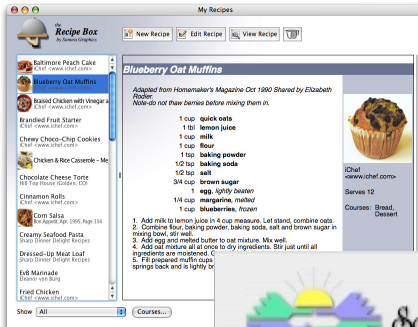 My Recipes
the
Recipe Box
by Sonora Graphics
New Recipe
Edit Recipe
View Recipe
Baltimore Peach Cake
iChef <www.ichef.com>
Blueberry Oat Muffins
iChef <www.ichef.com>
Braised Chicken with Vinegar a
iChef <www.ichef.com>
Brandied Fruit Starter
iChef <www.ichef.com>
Chewy Choco-Chip Cookies
iChef <www.ichef.com>
Chicken & Rice Casserole - Me
Chocolate Cheese Torte
Hill Top House (Golden, CO)
Cinnamon Rolls
iChef <www.ichef.com>
Corn Salsa
Bon Appetit, Apr. 1995, Page 134
Creamy Seafood Pasta
Sharp Dinner Delight Recipes
Dressed-Up Meat Loaf
Sharp Dinner Delight Recipes
Ev8 Marinade
Eleanor von Burg
Fried Chicken
iChef <www.ichef.com>
Show
All
Courses...
Blueberry Oat Muffins
Adapted from Homemaker's Magazine Oct 1990 Shared by Elizabeth
Rodier.
Note-do not thaw berries before mixing them in.
1 cup quick oats
1 tbl lemon juice
1 cup milk
1 cup flour
1 tsp baking powder
1/2 tsp baking soda
1/2 tsp salt
3/4 cup brown sugar
1 egg, lightly beaten
1/4 cup margarine, melted
1 cup blueberries, frozen
1. Add milk to lemon juice in 4 cup measure. Let stand, combine oats.
2. Combine flour, baking powder, baking soda, salt and brown sugar in
mixing bowl, stir well.
3. Add egg and melted butter to oat mixture. Mix well.
4. Add oat mixture all at once to dry ingredients. Stir just until all
ingredients are moistened.
5. Fill prepared muffin cups
springs back and is lightly br
iChef
<www.ichef.com>
Serves 12
Courses: Bread,
Dessert